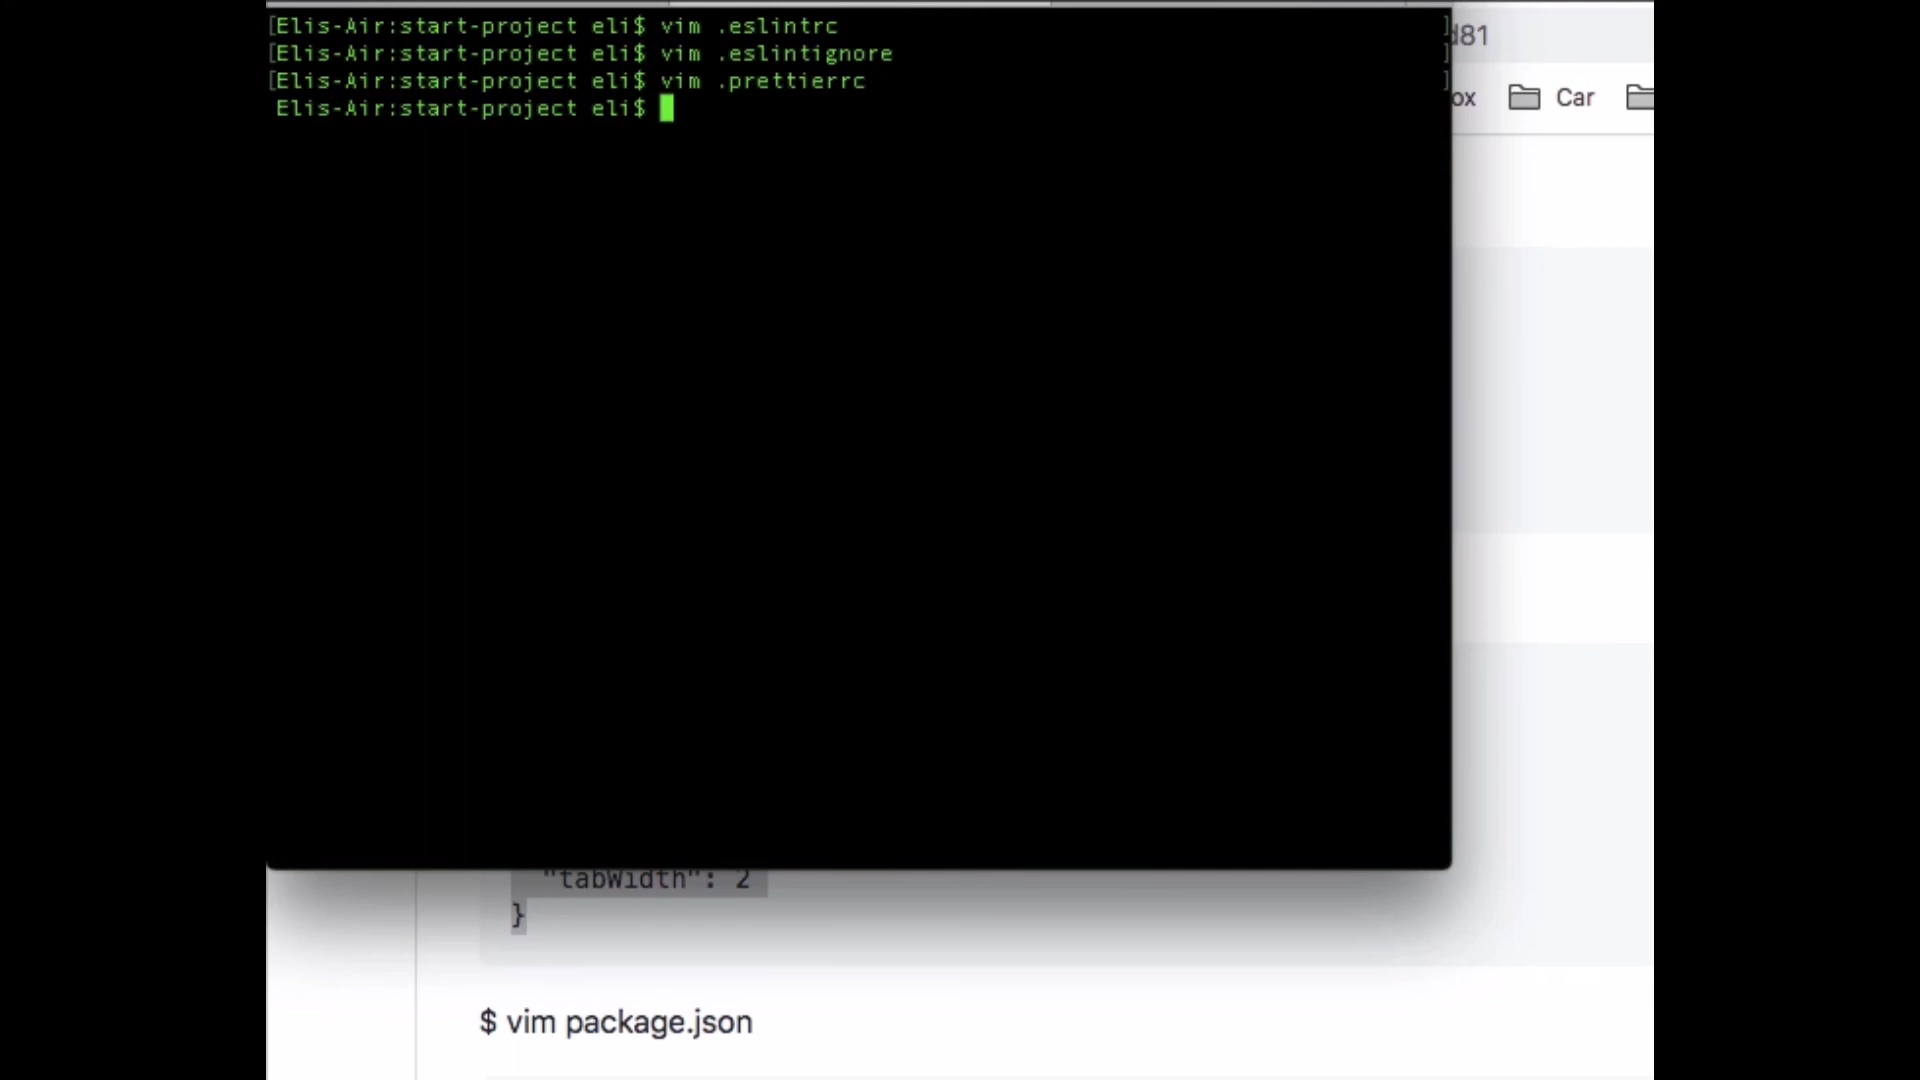 [Elis-Air:start-project eli$ vim .eslintrc ]
[Elis-Air:start-project eli$ vim .eslintignore ]
[Elis-Air:start-project eli$ vim .prettierrc ]
Elis-Air:start-project eli$
d81
ox Car
"tabWidth": 2
}
$ vim package.json